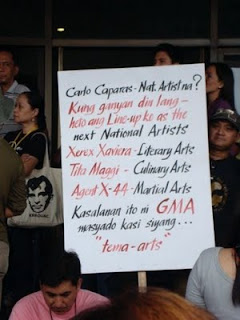 Carlo Caparas - Nat. Artist na?
Kung ganyan din lang -
heto ang Line-up ko as the
next National Artists
Xerex Xaviera - Literary Arts
Tita Maggi - Culinary Arts
Agent X-44 - Martial Arts
Kasalanan ito ni GMA
masyado kasi siyang ...
"tema-arts"